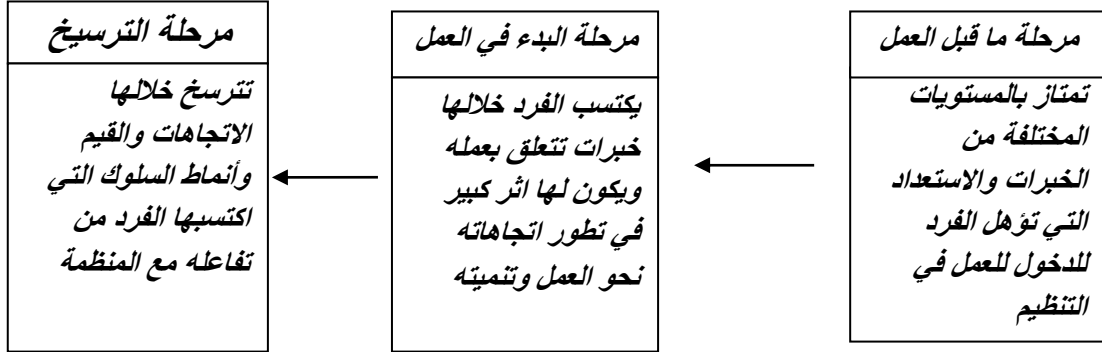 مرحلة ما قبل العمل
تمتاز بالمستويات
المختلفة من
الخبرات والاستعداد
التي تؤهل الفرد
للدخول للعمل في
التنظيم
مرحلة البدء في العمل
يكتسب الفرد خلالها
خبرات تتعلق بعمله
ويكون لها اثر كبير
في تطور اتجاهاته
نحو العمل وتنميته
مرحلة الترسيخ
تترسخ خلالها
الاتجاهات والقيم
وأنماط السلوك التي
اكتسبها الفرد من
تفاعله مع المنظمة